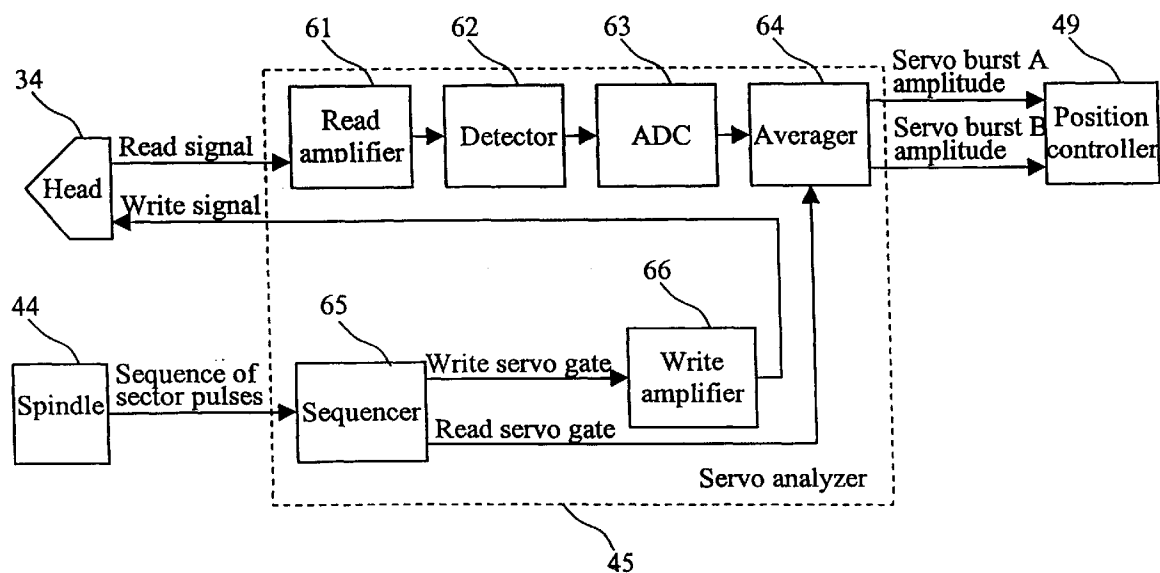 61
62
63
64
49
34
Servo burst A
amplitude
Read
amplifier
Detector
ADC
Averager
Position
controller
Read signal
Servo burst B
amplitude
Head
Write signal
66
44
65
Sequence of
sector pulses
Write servo gate
Write
amplifier
Spindle
Sequencer
Read servo gate
Servo analyzer
45